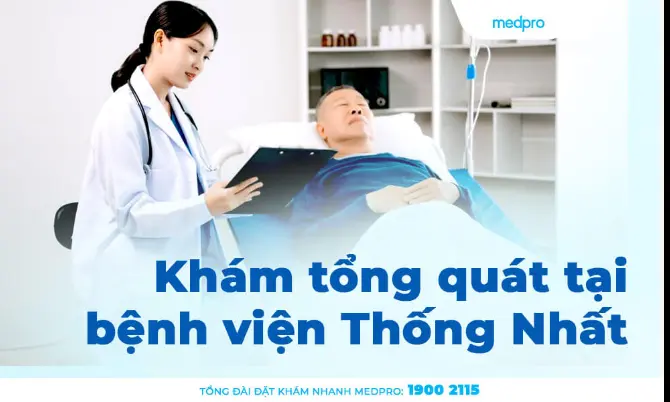 medpro
Khám tổng quát tại
bệnh viện Thống Nhất
TỔNG ĐÀI ĐẶT KHÁM NHANH MEDPRO: 1900 2115